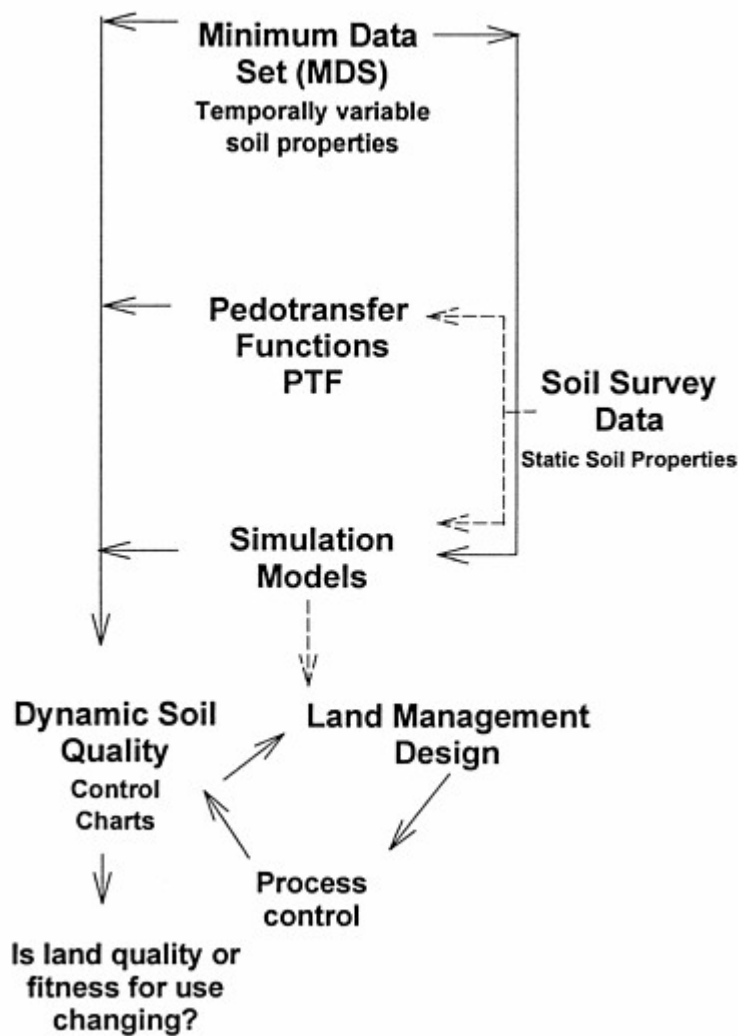 Minimum Data
Set (MDS)
Temporally variable
soil properties
Pedotransfer
Functions
PTF
Soil Survey
Data
Static Soil Properties
Simulation
Models
Dynamic Soil
Quality
Control
Charts
Land Management
Design
Process
control
Is land quality or
fitness for use
changing?